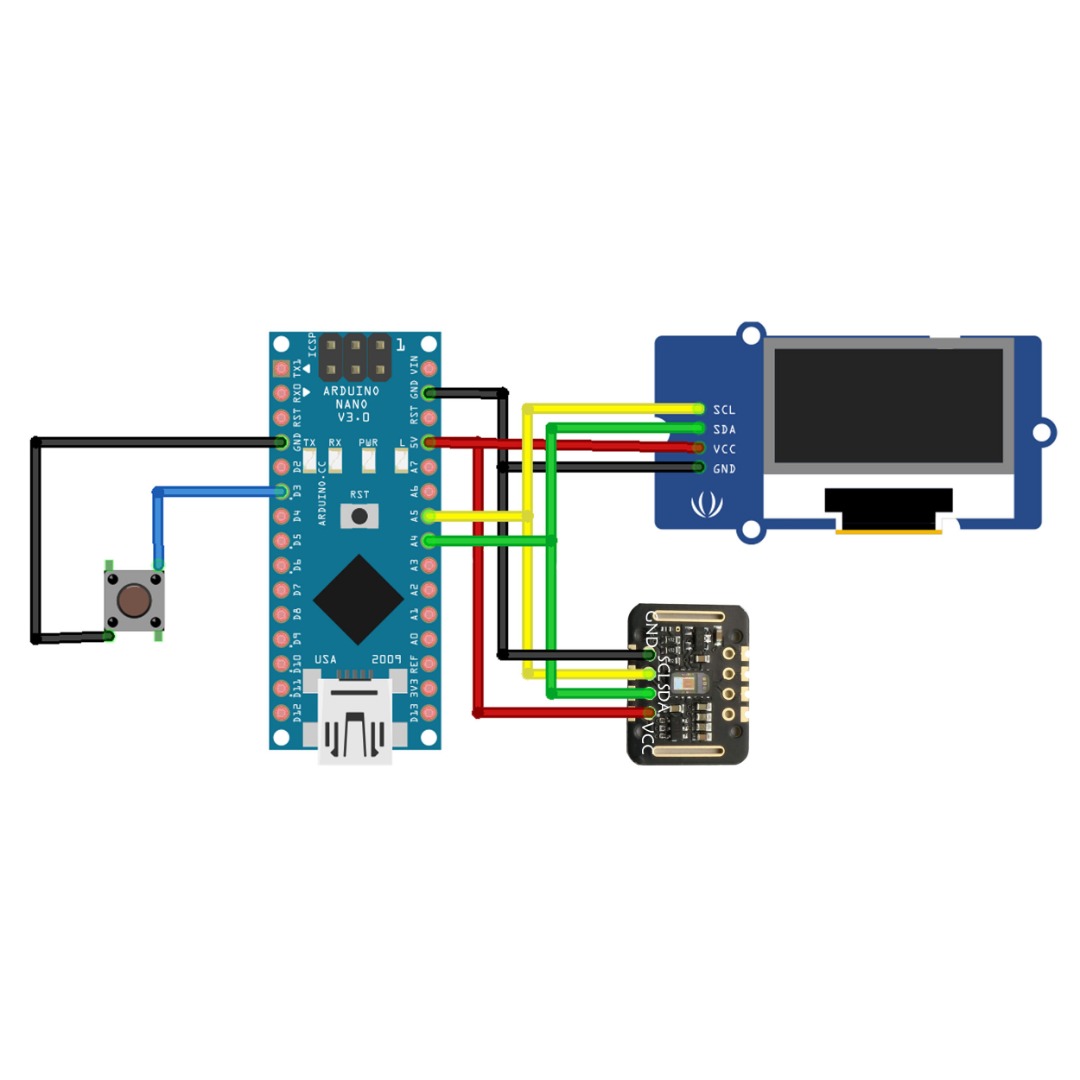 ICSP
1
TX1
RX0
RST
GND
D2
D3
D4
D5
D6
D7
D8
D9
D10
D11
D12
ARDUINO
NANO
V3.0
TX RX PWR L
ARDUINO.CC
RST
USA 2009
VIN
GND
RST
5V
A7
A6
A5
A4
A3
A2
A1
A0
REF
3V3
D13
SCL
SDA
VCC
GND
GND
SCL
SDA
VCC